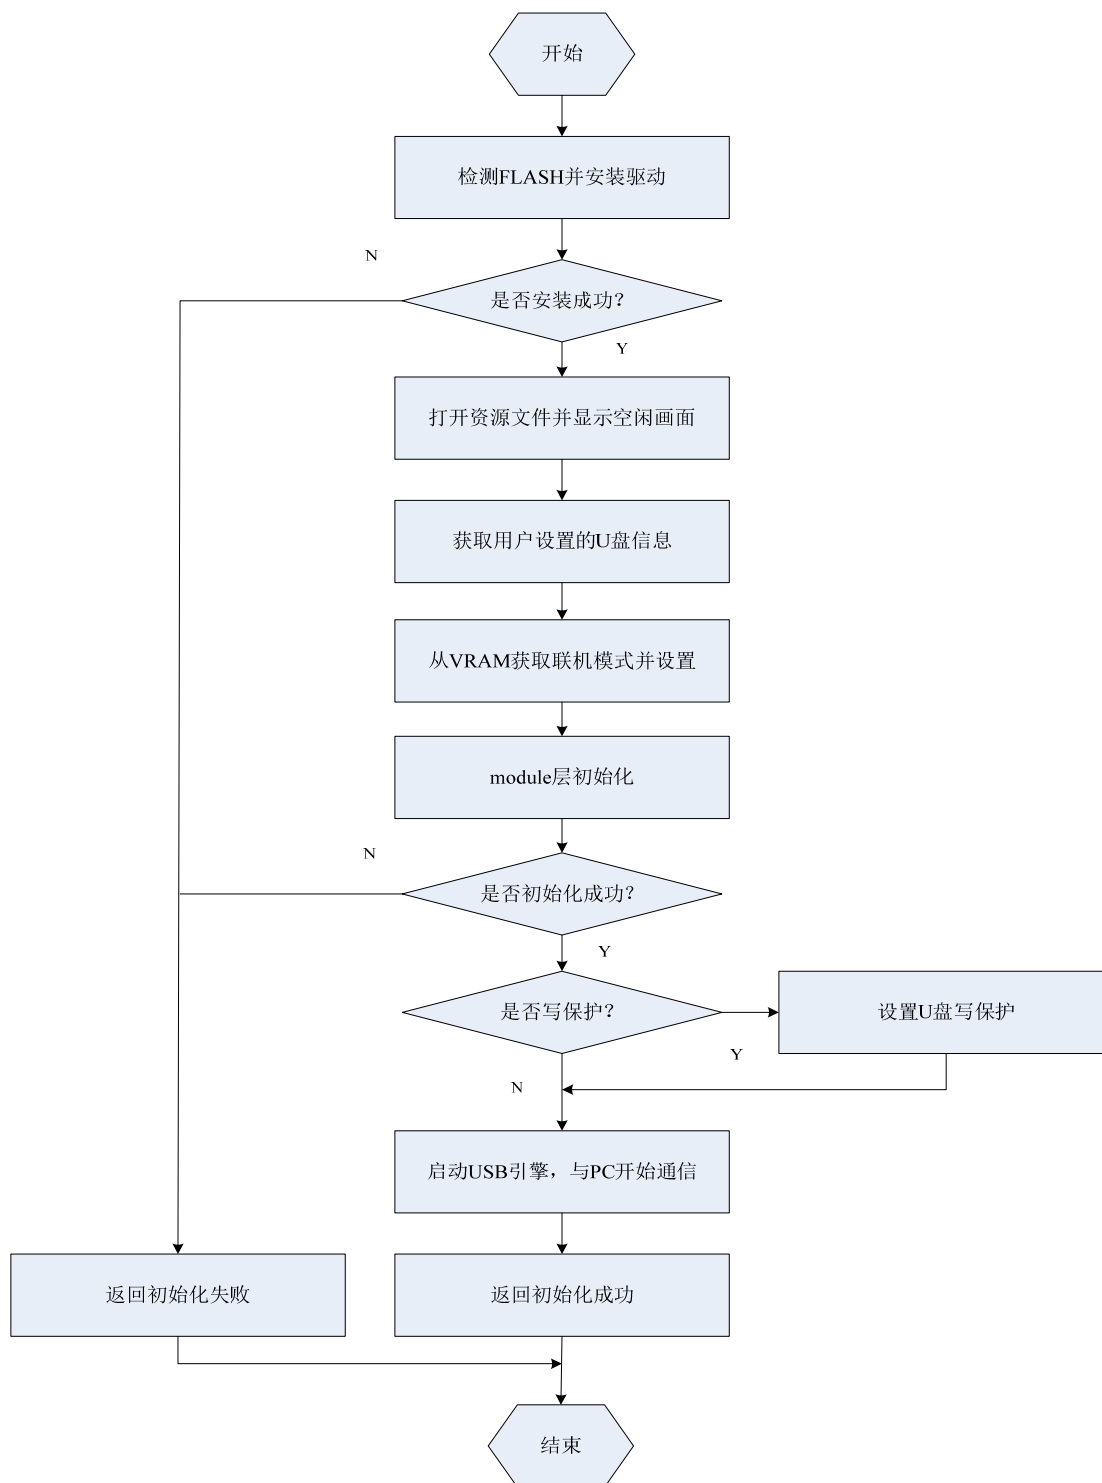 开始
检测FLASH并安装驱动
N
是否安装成功？
Y
打开资源文件并显示空闲画面
获取用户设置的U盘信息
从VRAM获取联机模式并设置
module层初始化
N
是否初始化成功？
Y
是否写保护？
设置U盘写保护
Y
N
启动USB引擎，与PC开始通信
返回初始化失败
返回初始化成功
结束